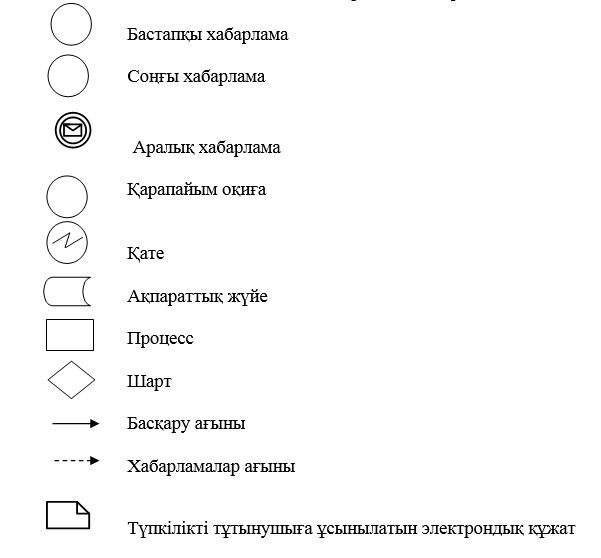 Бастапқы хабарлама
Соңғы хабарлама
Аралық хабарлама
Қарапайым оқиға
Қате
Ақпараттық жүйе
Процесс
Шарт
Басқару ағыны
Хабарламалар ағыны
Түпкілікті тұтынушыға ұсынылатын электрондық құжат